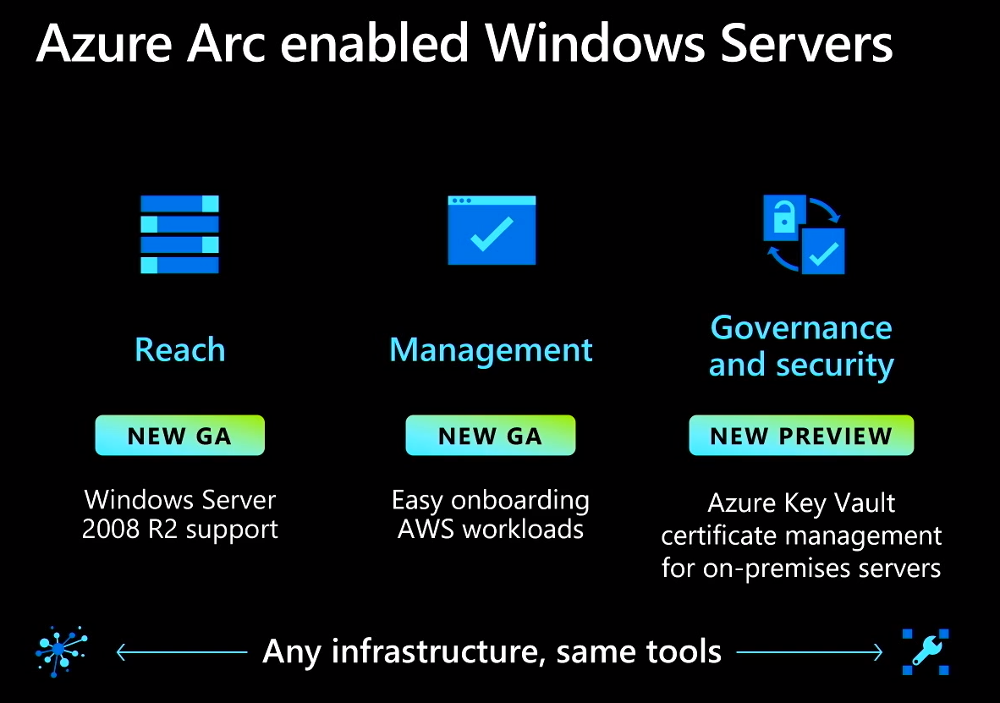 Azure Arc enabled Windows Servers
Reach
NEW GA
Windows Server
2008 R2 support
Management
NEW GA
Easy onboarding
AWS workloads
Governance
and security
NEW PREVIEW
Azure Key Vault
certificate management
for on-premises servers
Any infrastructure, same tools